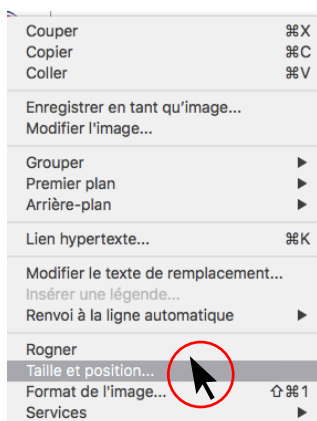 Couper ⌘X
Copier ⌘C
Coller ⌘V
Enregistrer en tant qu’image...
Modifier l'image...
Grouper
Premier plan
Arrière-plan
Lien hypertexte... ⌘K
Modifier le texte de remplacement...
Insérer une légende...
Renvoi à la ligne automatique
Rogner
Taille et position...
Format de l'image... ⇧⌘1
Services